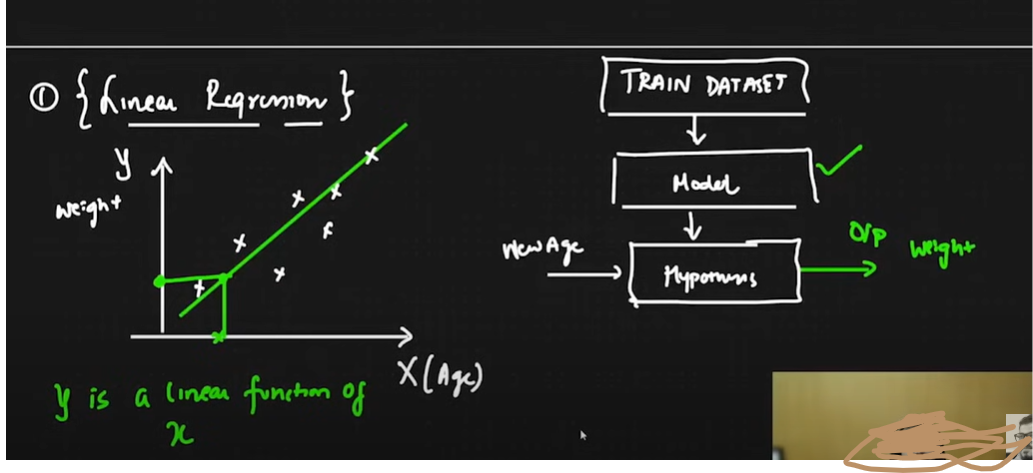 ① {Linear Regression}
Y
Weight
X (Age)
y is a linear function of
x
TRAIN DATASET
Model
New Age
Hypothesis
O/P Weight